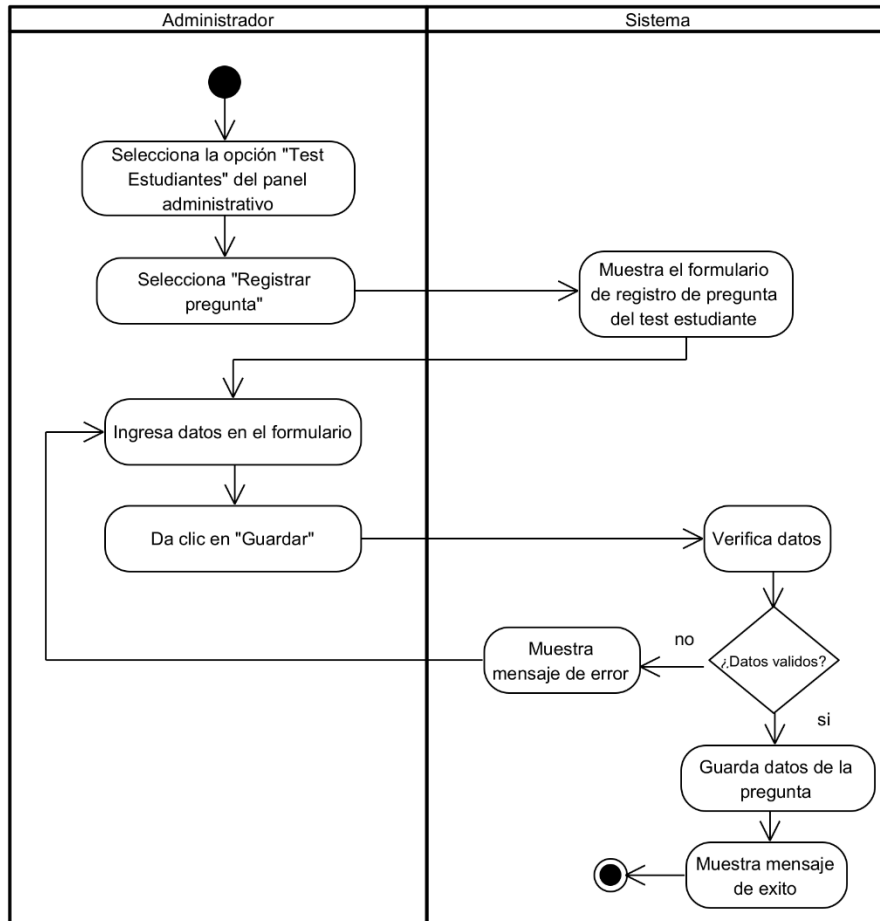 Administrador
Sistema
Selecciona la opción "Test
Estudiantes" del panel
administrativo
Selecciona "Registrar
pregunta"
Muestra el formulario
de registro de pregunta
del test estudiante
Ingresa datos en el formulario
Da clic en "Guardar"
Verifica datos
¿Datos validos?
no
Muestra
mensaje de error
si
Guarda datos de la
pregunta
Muestra mensaje
de exito